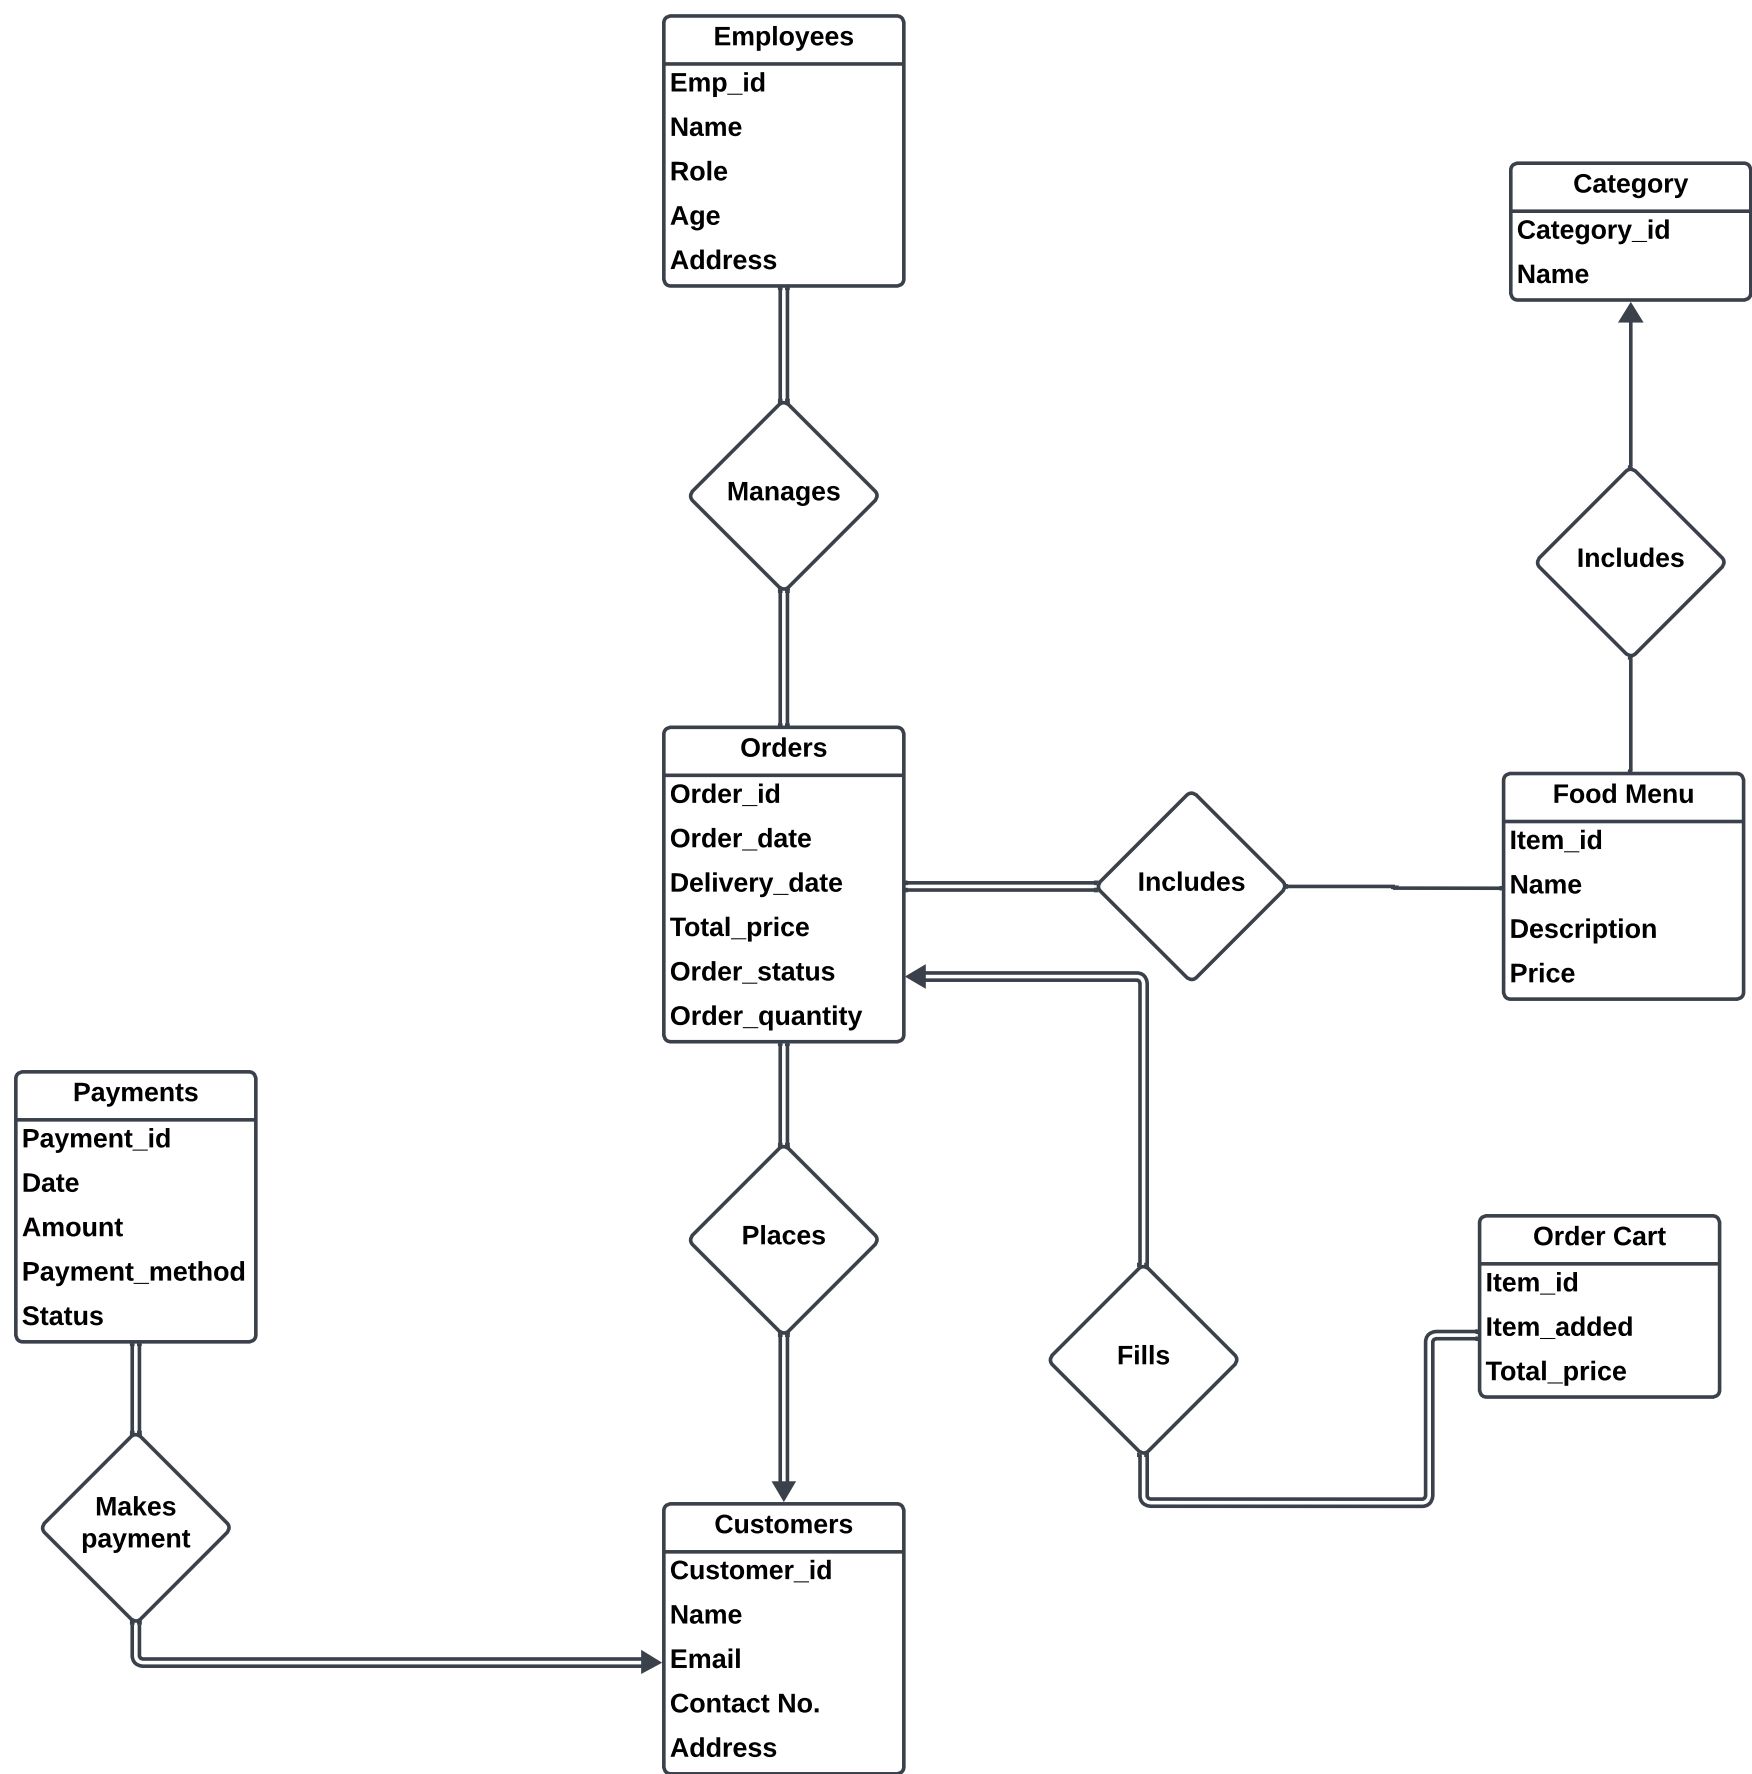 Employees
Emp_id
Name
Role
Age
Address
Category
Category_id
Name
Manages
Includes
Orders
Order_id
Order_date
Delivery_date
Total_price
Order_status
Order_quantity
Includes
Food Menu
Item_id
Name
Description
Price
Payments
Payment_id
Date
Amount
Payment_method
Status
Places
Fills
Order Cart
Item_id
Item_added
Total_price
Makes
payment
Customers
Customer_id
Name
Email
Contact No.
Address